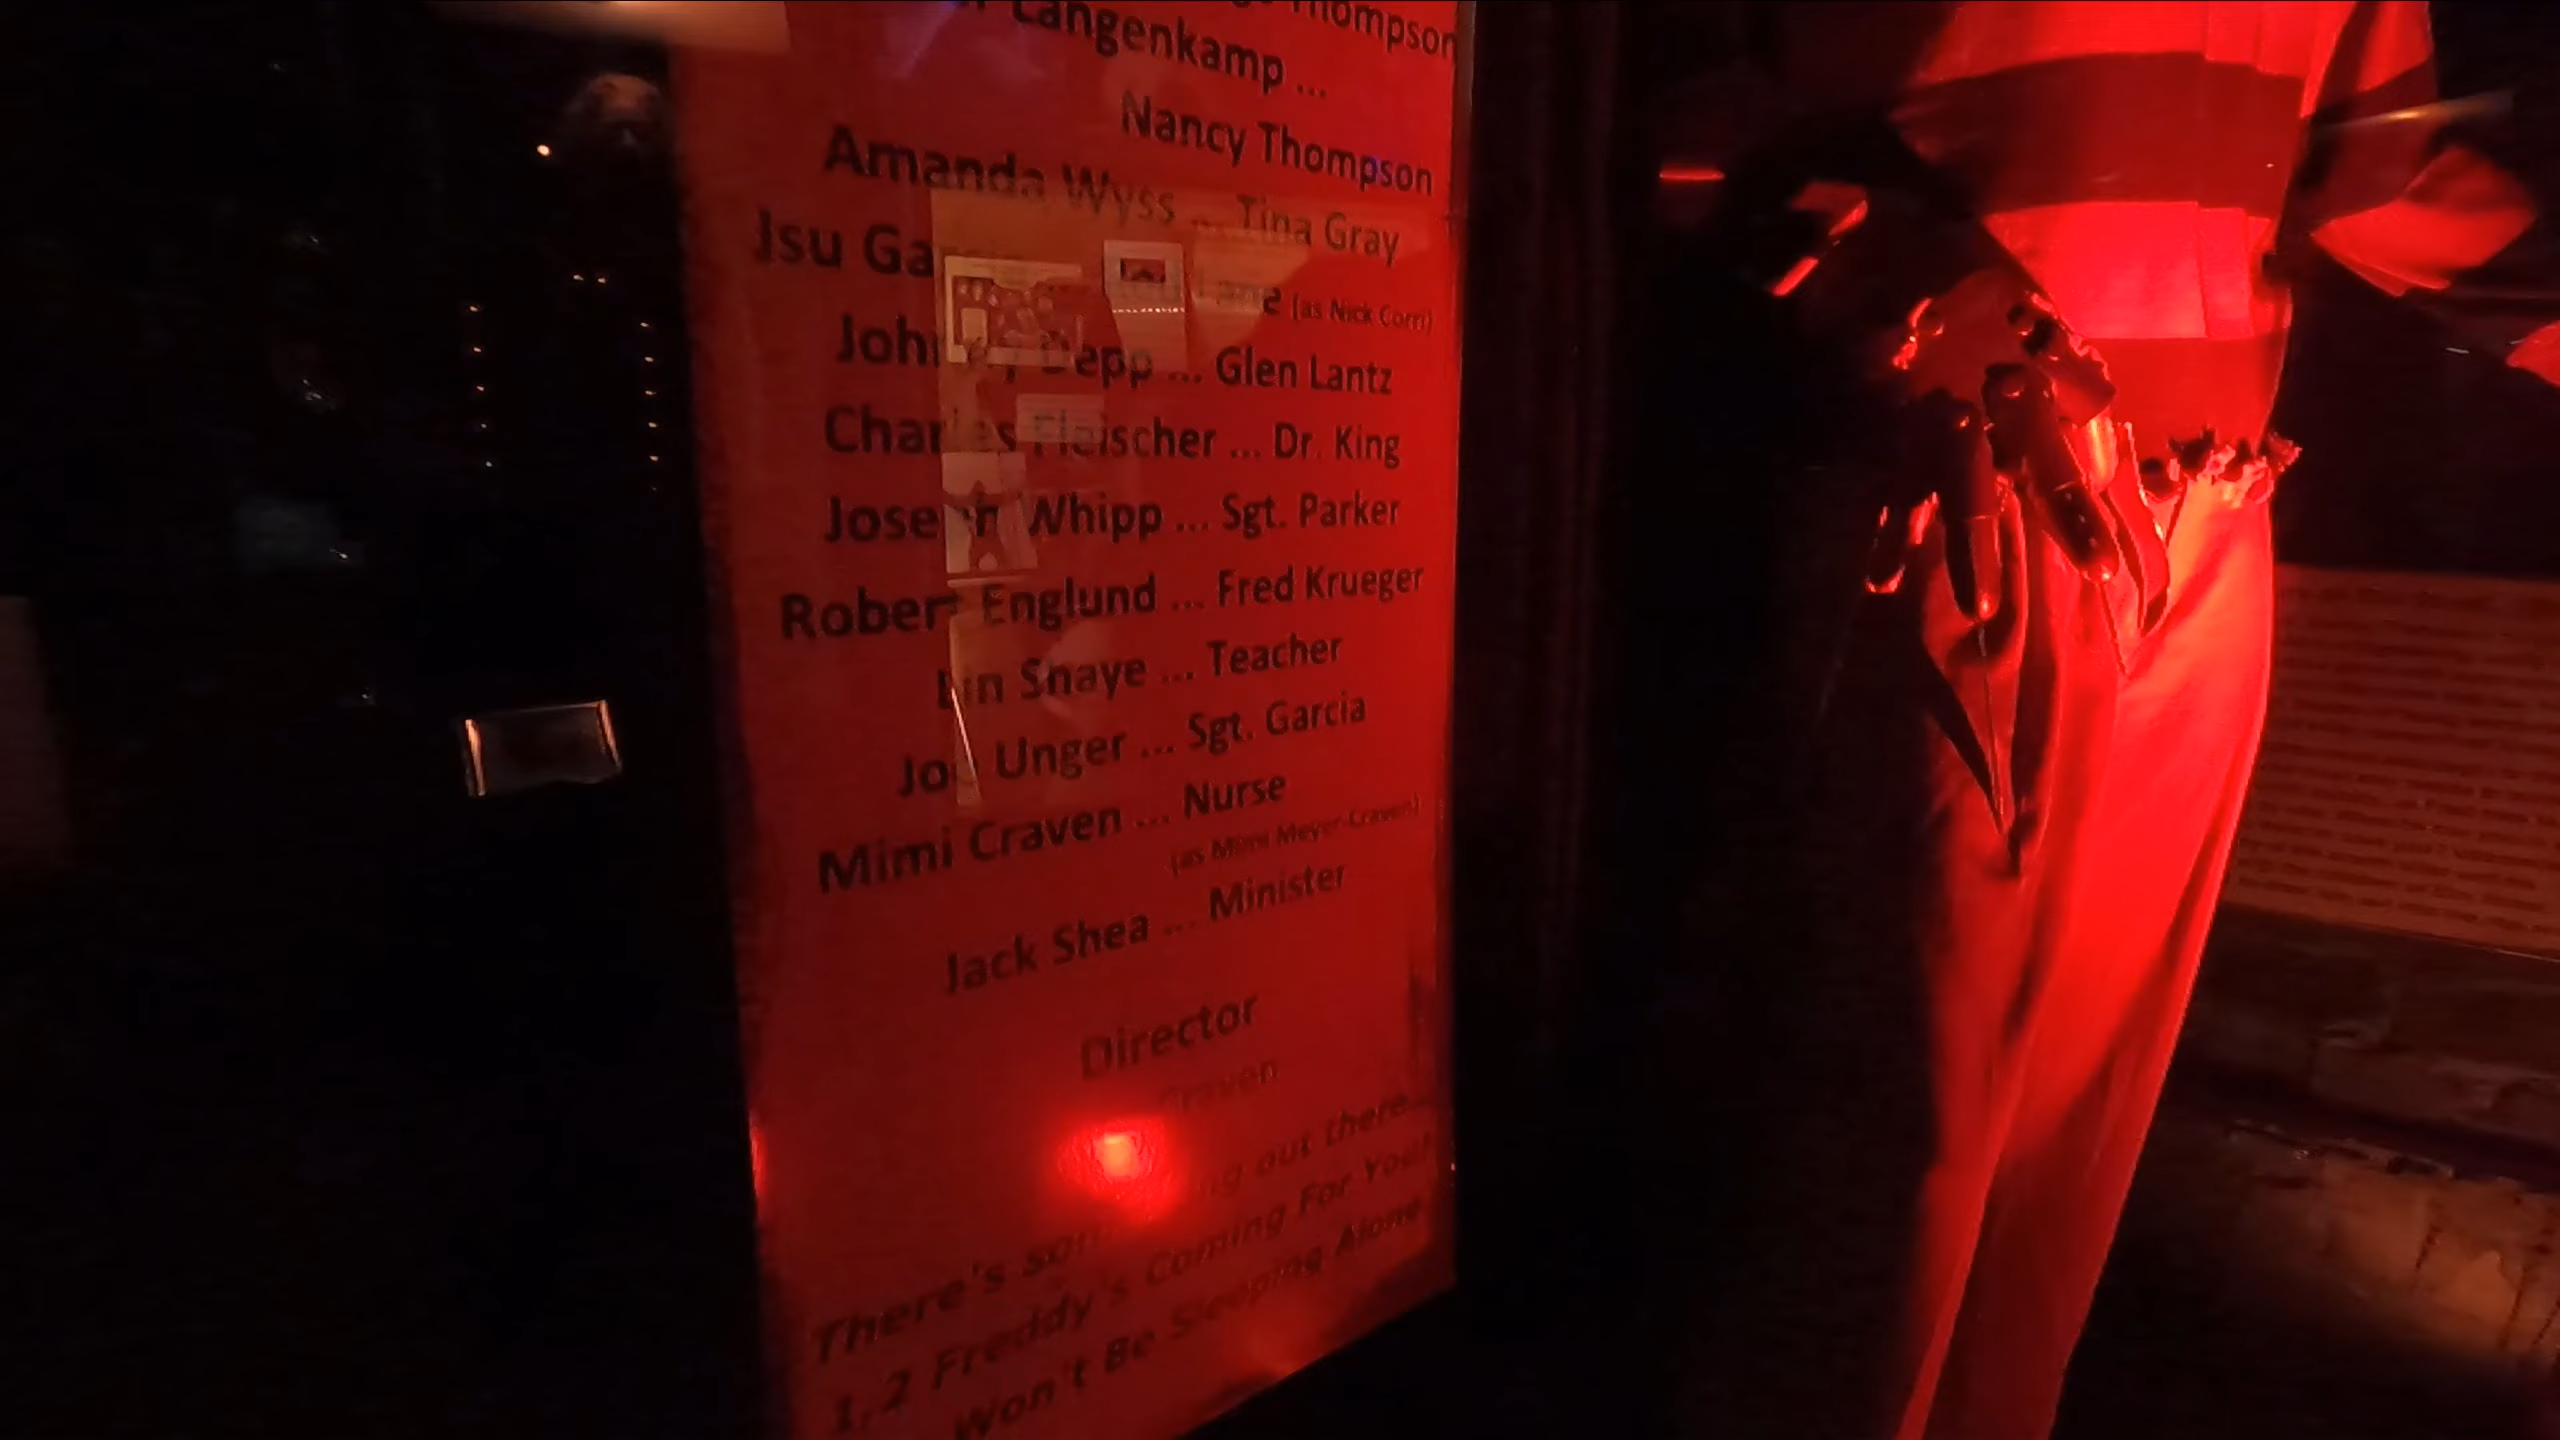 Thompson
Langenkamp ...
Nancy Thompson
Amanda Wyss ... Tina Gray
Jsu (as Nick Corri)
Johnny Depp ... Glen Lantz
Charles Fleischer ... Dr. King
Joseph Whipp ... Sgt. Parker
Robert Englund ... Fred Krueger
Lin Shaye ... Teacher
Joe Unger ... Sgt. Garcia
Mimi Craven ... Nurse
(as Mimi Meyer-Craven)
Jack Shea ... Minister
Director
Craven
There's out there...
1,2 Freddy's Coming For You!
Won't Be Sleeping Alone